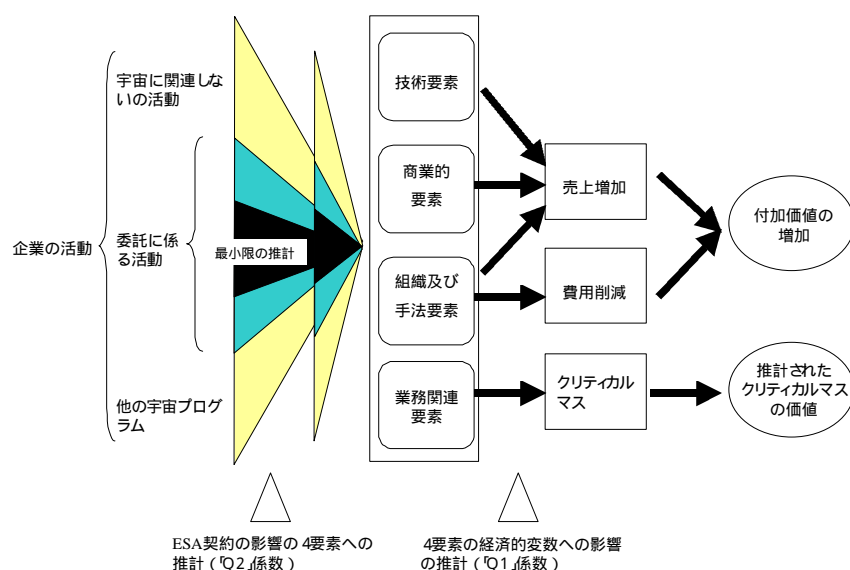 宇宙に関連しな
いの活動
企業の活動
委託に係
る活動
最小限の推計
他の宇宙プログ
ラム
技術要素
商業的
要素
組織及び
手法要素
業務関連
要素
売上増加
費用削減
クリティカル
マス
付加価値の
増加
推計された
クリティカルマス
の価値
ESA契約の影響の4要素への
推計(「Q2」係数)
4要素の経済的変数への影響
の推計(「Q1」係数)